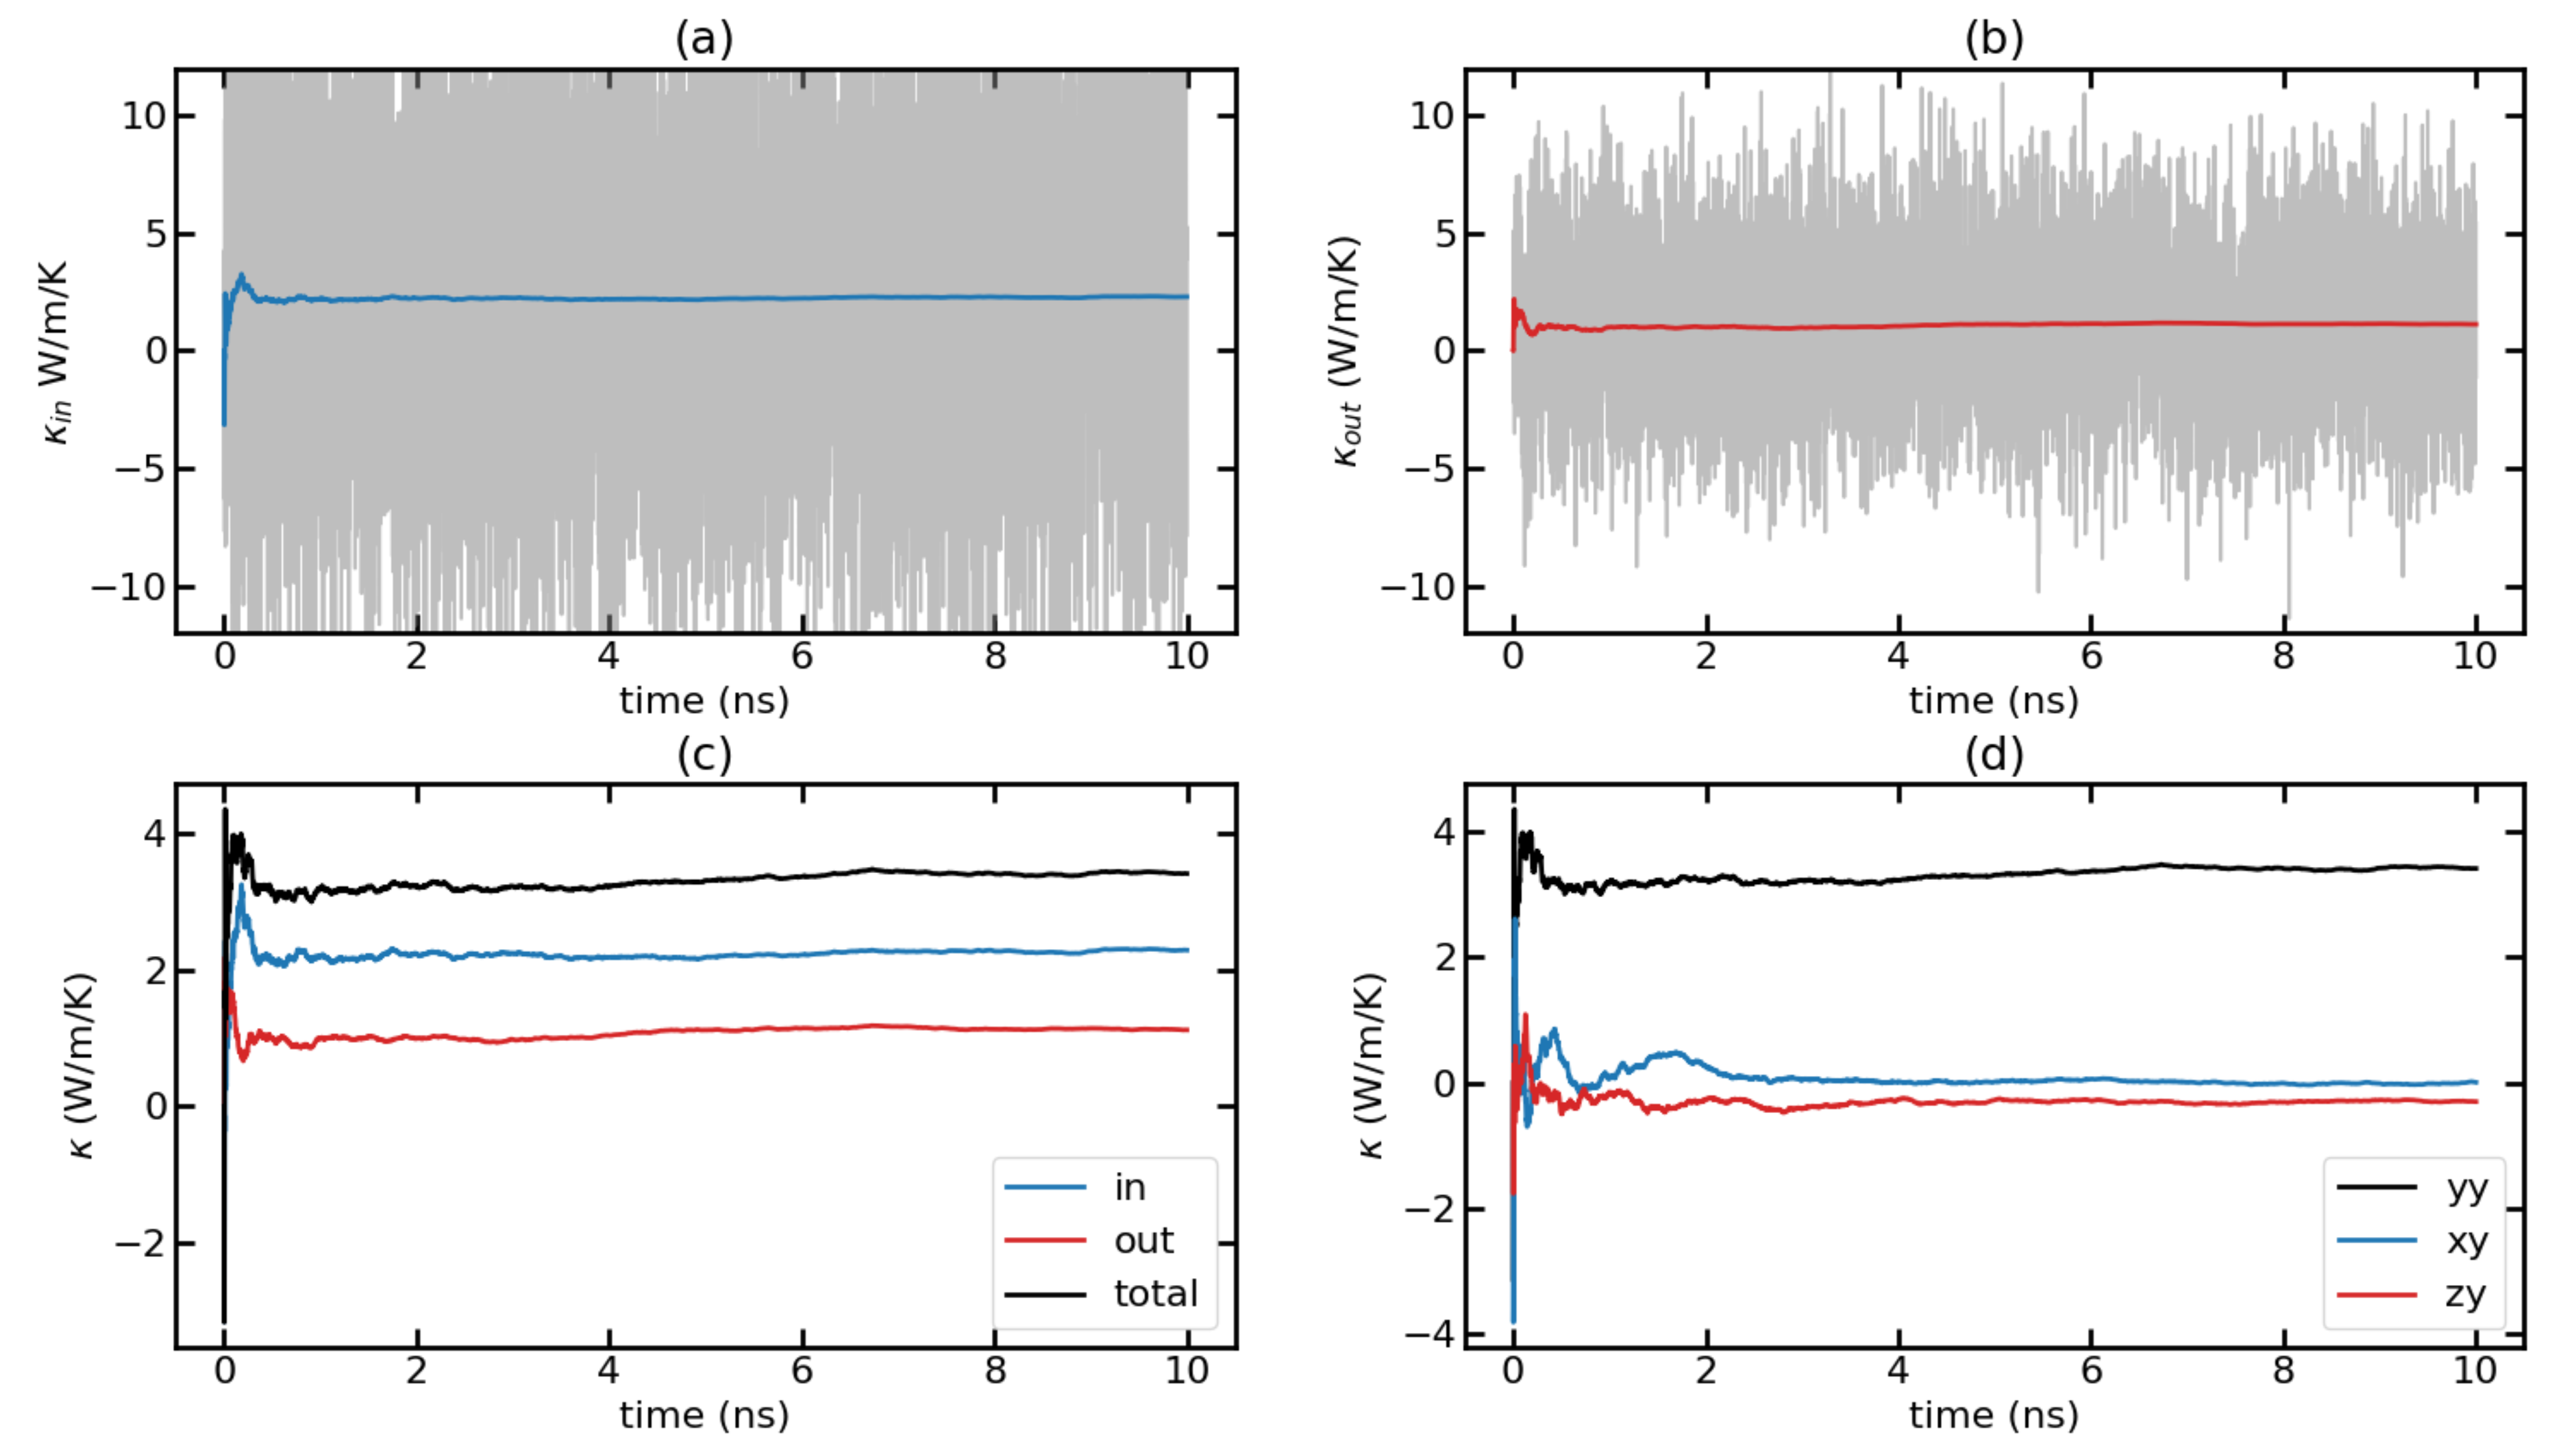 (a)
10
5
0
−5
−10
κin W/m/K
0 2 4 6 8 10
time (ns)
(b)
10
5
0
−5
−10
κout (W/m/K)
0 2 4 6 8 10
time (ns)
(c)
4
2
0
−2
κ (W/m/K)
in
out
total
0 2 4 6 8 10
time (ns)
(d)
4
2
0
−2
−4
κ (W/m/K)
yy
xy
zy
0 2 4 6 8 10
time (ns)